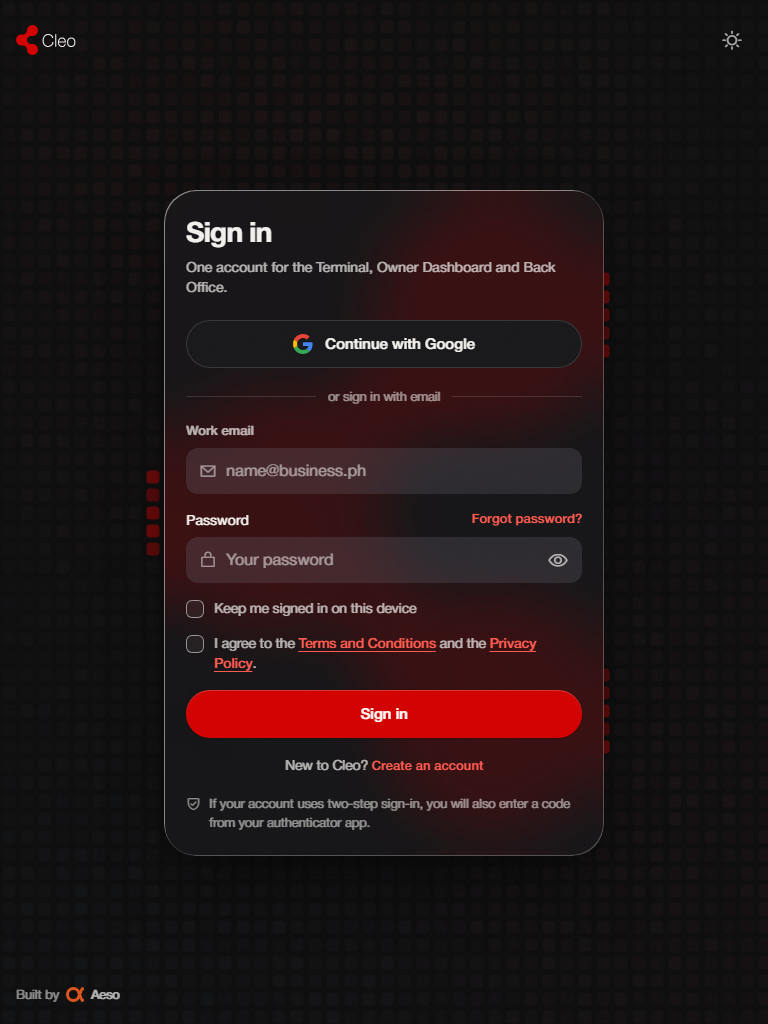 Cleo
Sign in
One account for the Terminal, Owner Dashboard and Back
Office.
Continue with Google
or sign in with email
Work email
name@business.ph
Password
Forgot password?
Your password
Keep me signed in on this device
I agree to the Terms and Conditions and the Privacy
Policy.
Sign in
New to Cleo? Create an account
If your account uses two-step sign-in, you will also enter a code
from your authenticator app.
Built by Aeso